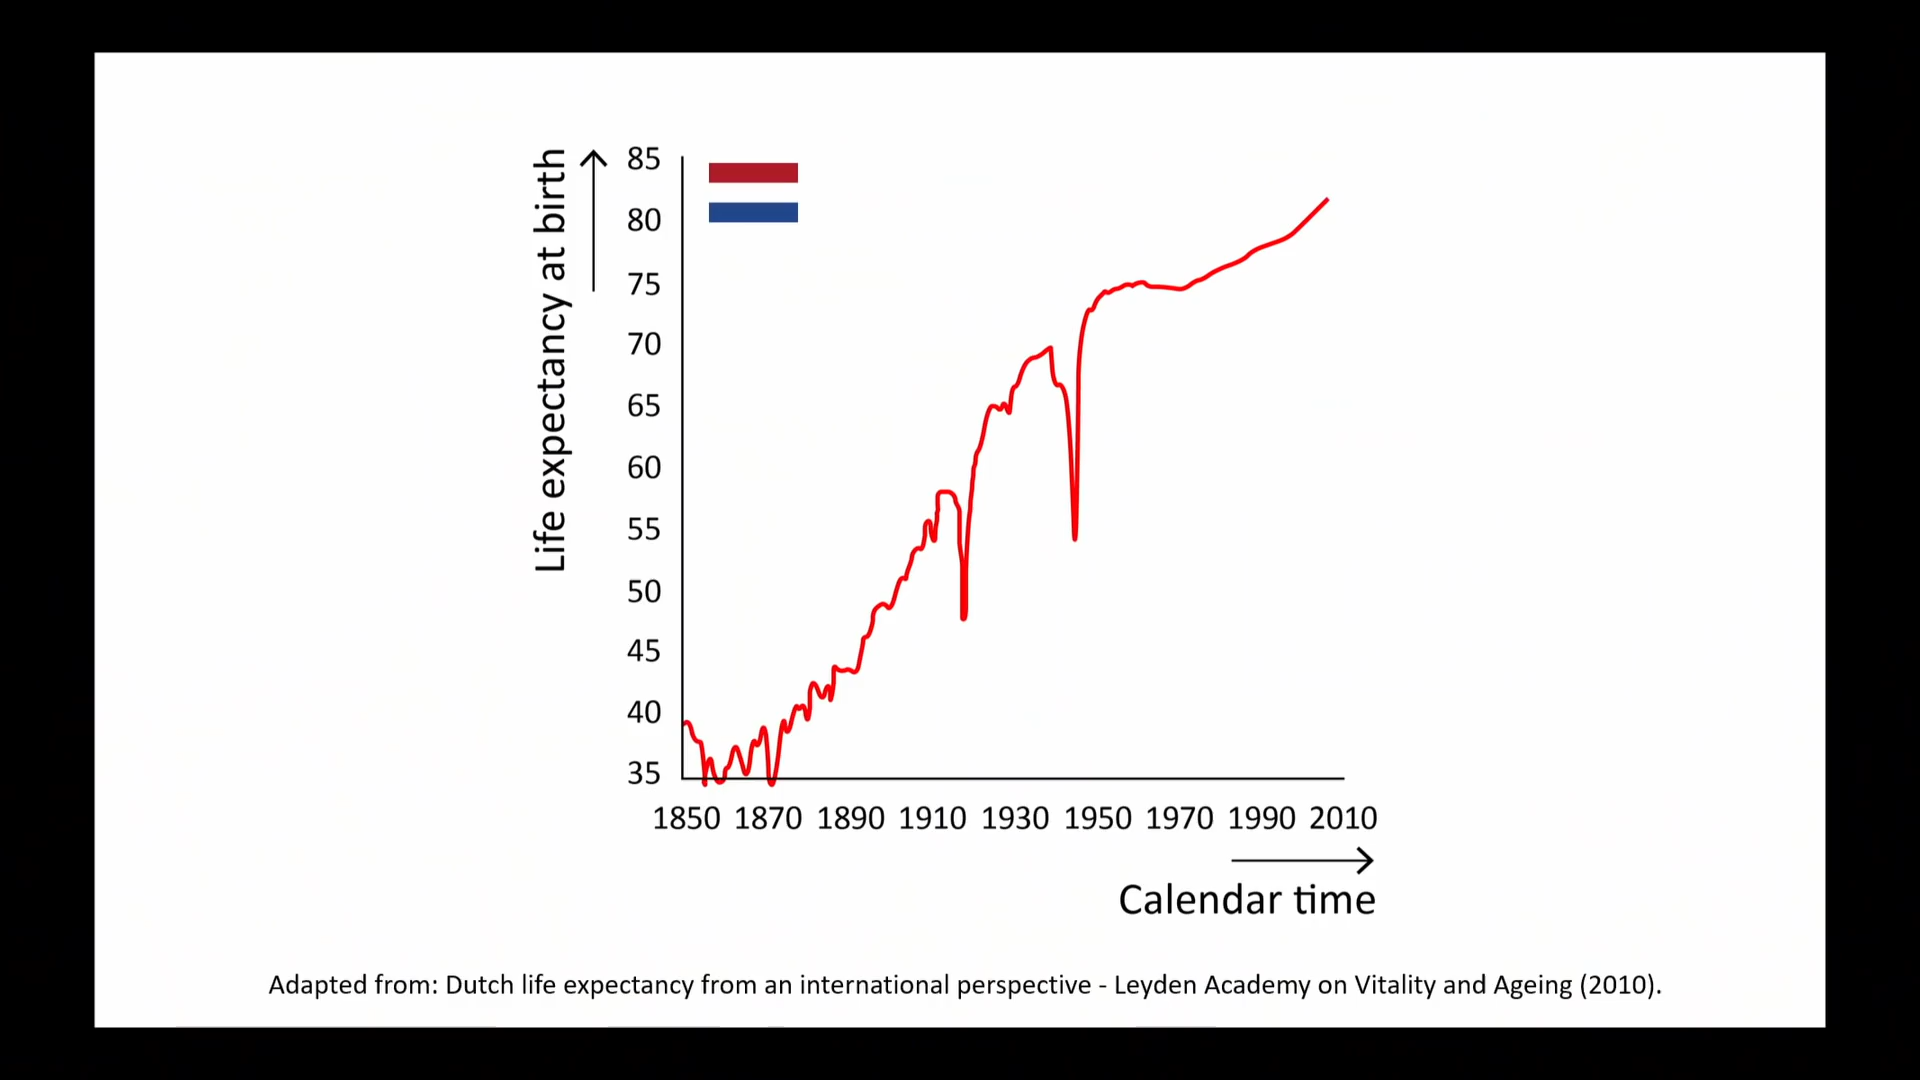 Life expectancy at birth
85
80
75
70
65
60
55
50
45
40
35
1850 1870 1890 1910 1930 1950 1970 1990 2010
Calendar time
Adapted from: Dutch life expectancy from an international perspective - Leyden Academy on Vitality and Ageing (2010).